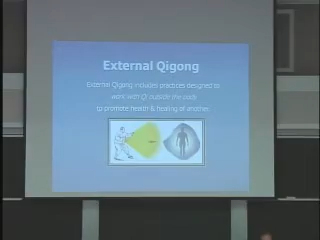 External Qigong
External Qigong includes practices designed to
work with Qi outside the body
to promote health & healing of another